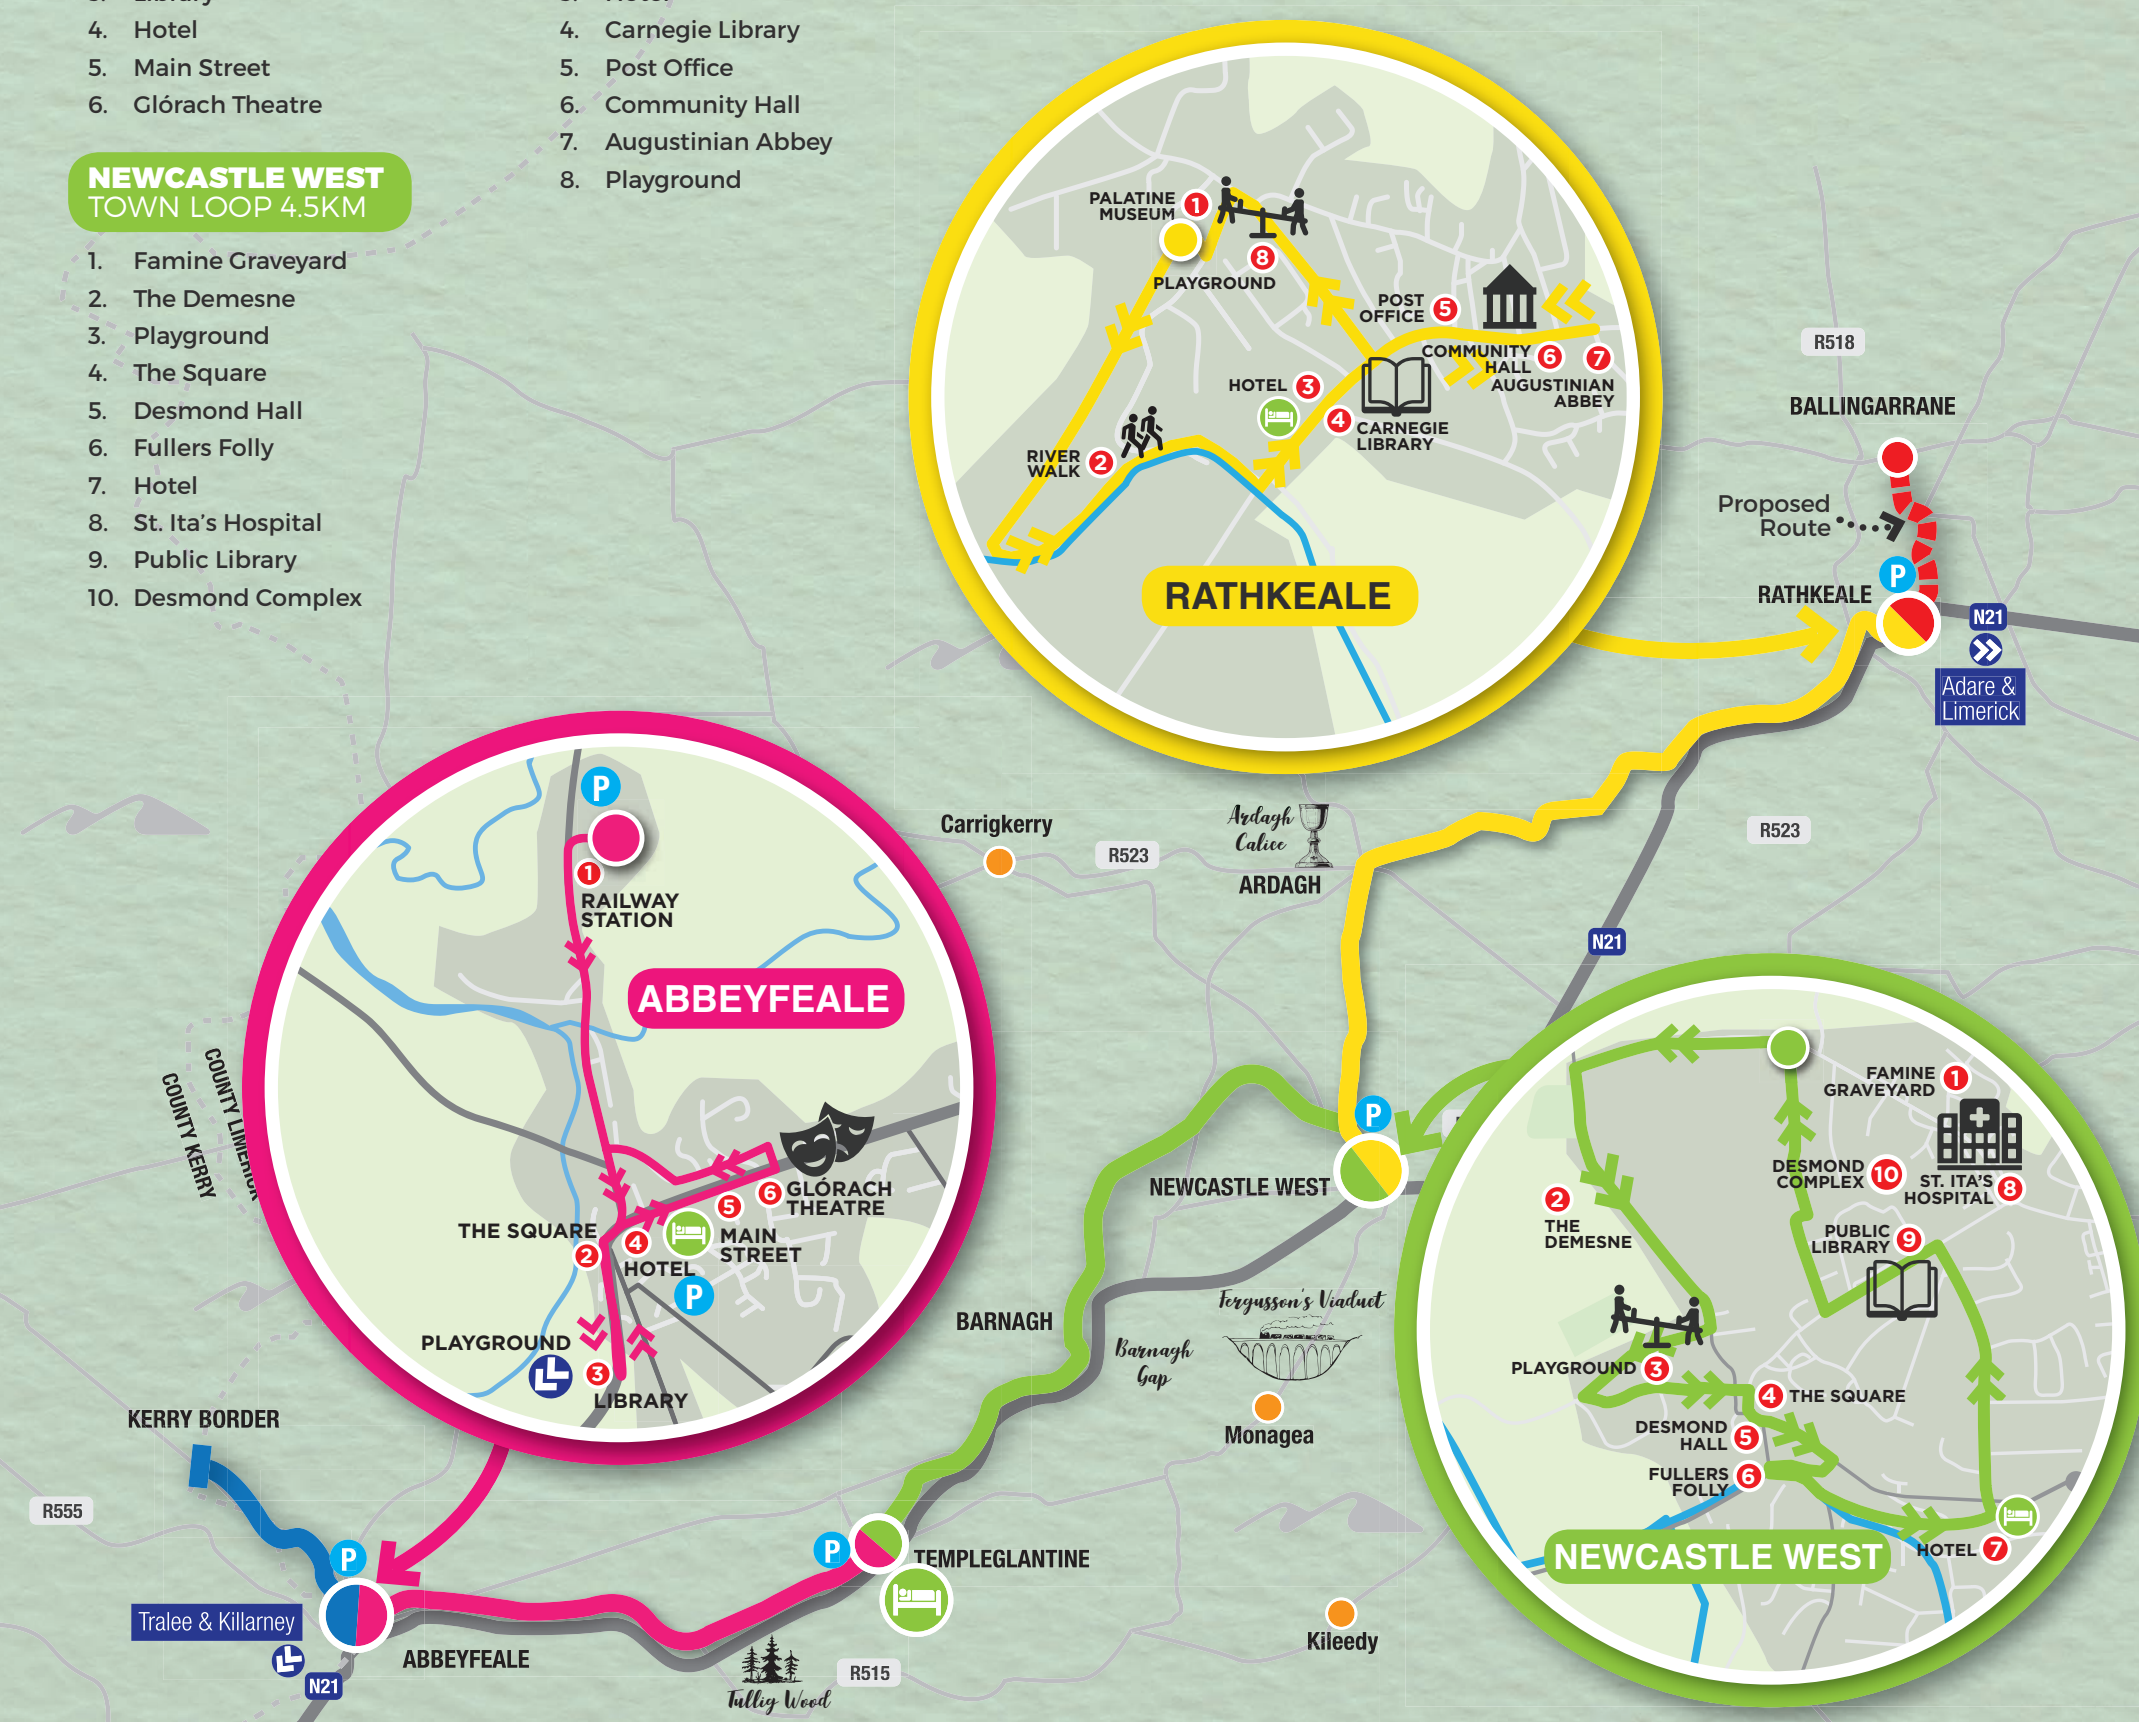 4. Hotel
5. Main Street
6. Glórach Theatre
NEWCASTLE WEST
TOWN LOOP 4.5KM
1. Famine Graveyard
2. The Demesne
3. Playground
4. The Square
5. Desmond Hall
6. Fullers Folly
7. Hotel
8. St. Ita's Hospital
9. Public Library
10. Desmond Complex
4. Carnegie Library
5. Post Office
6. Community Hall
7. Augustinian Abbey
8. Playground
PALATINE
MUSEUM
1
8
PLAYGROUND
POST
OFFICE
5
COMMUNITY
HALL
6
7
AUGUSTINIAN
ABBEY
HOTEL
3
4
CARNEGIE
LIBRARY
RIVER
WALK
2
RATHKEALE
R518
BALLINGARRANE
Proposed
Route
P
RATHKEALE
N21
Adare &
Limerick
R523
N21
Carrigkerry
R523
Ardagh
Calice
ARDAGH
P
1
RAILWAY
STATION
ABBEYFEALE
6
GLÓRACH
THEATRE
5
MAIN
STREET
THE SQUARE
2
4
HOTEL
P
PLAYGROUND
3
LIBRARY
COUNTY LIMERICK
COUNTY KERRY
KERRY BORDER
R555
P
Tralee & Killarney
N21
ABBEYFEALE
P
TEMPLEGLANTINE
R515
Tullig Wood
BARNAGH
Barnagh
Gap
Fergusson's Viaduct
Monagea
Kileedy
P
NEWCASTLE WEST
FAMINE
GRAVEYARD
1
DESMOND
COMPLEX
10
ST. ITA'S
HOSPITAL
8
2
THE
DEMESNE
PUBLIC
LIBRARY
9
PLAYGROUND
3
4
THE SQUARE
DESMOND
HALL
5
FULLERS
FOLLY
6
NEWCASTLE WEST
HOTEL
7